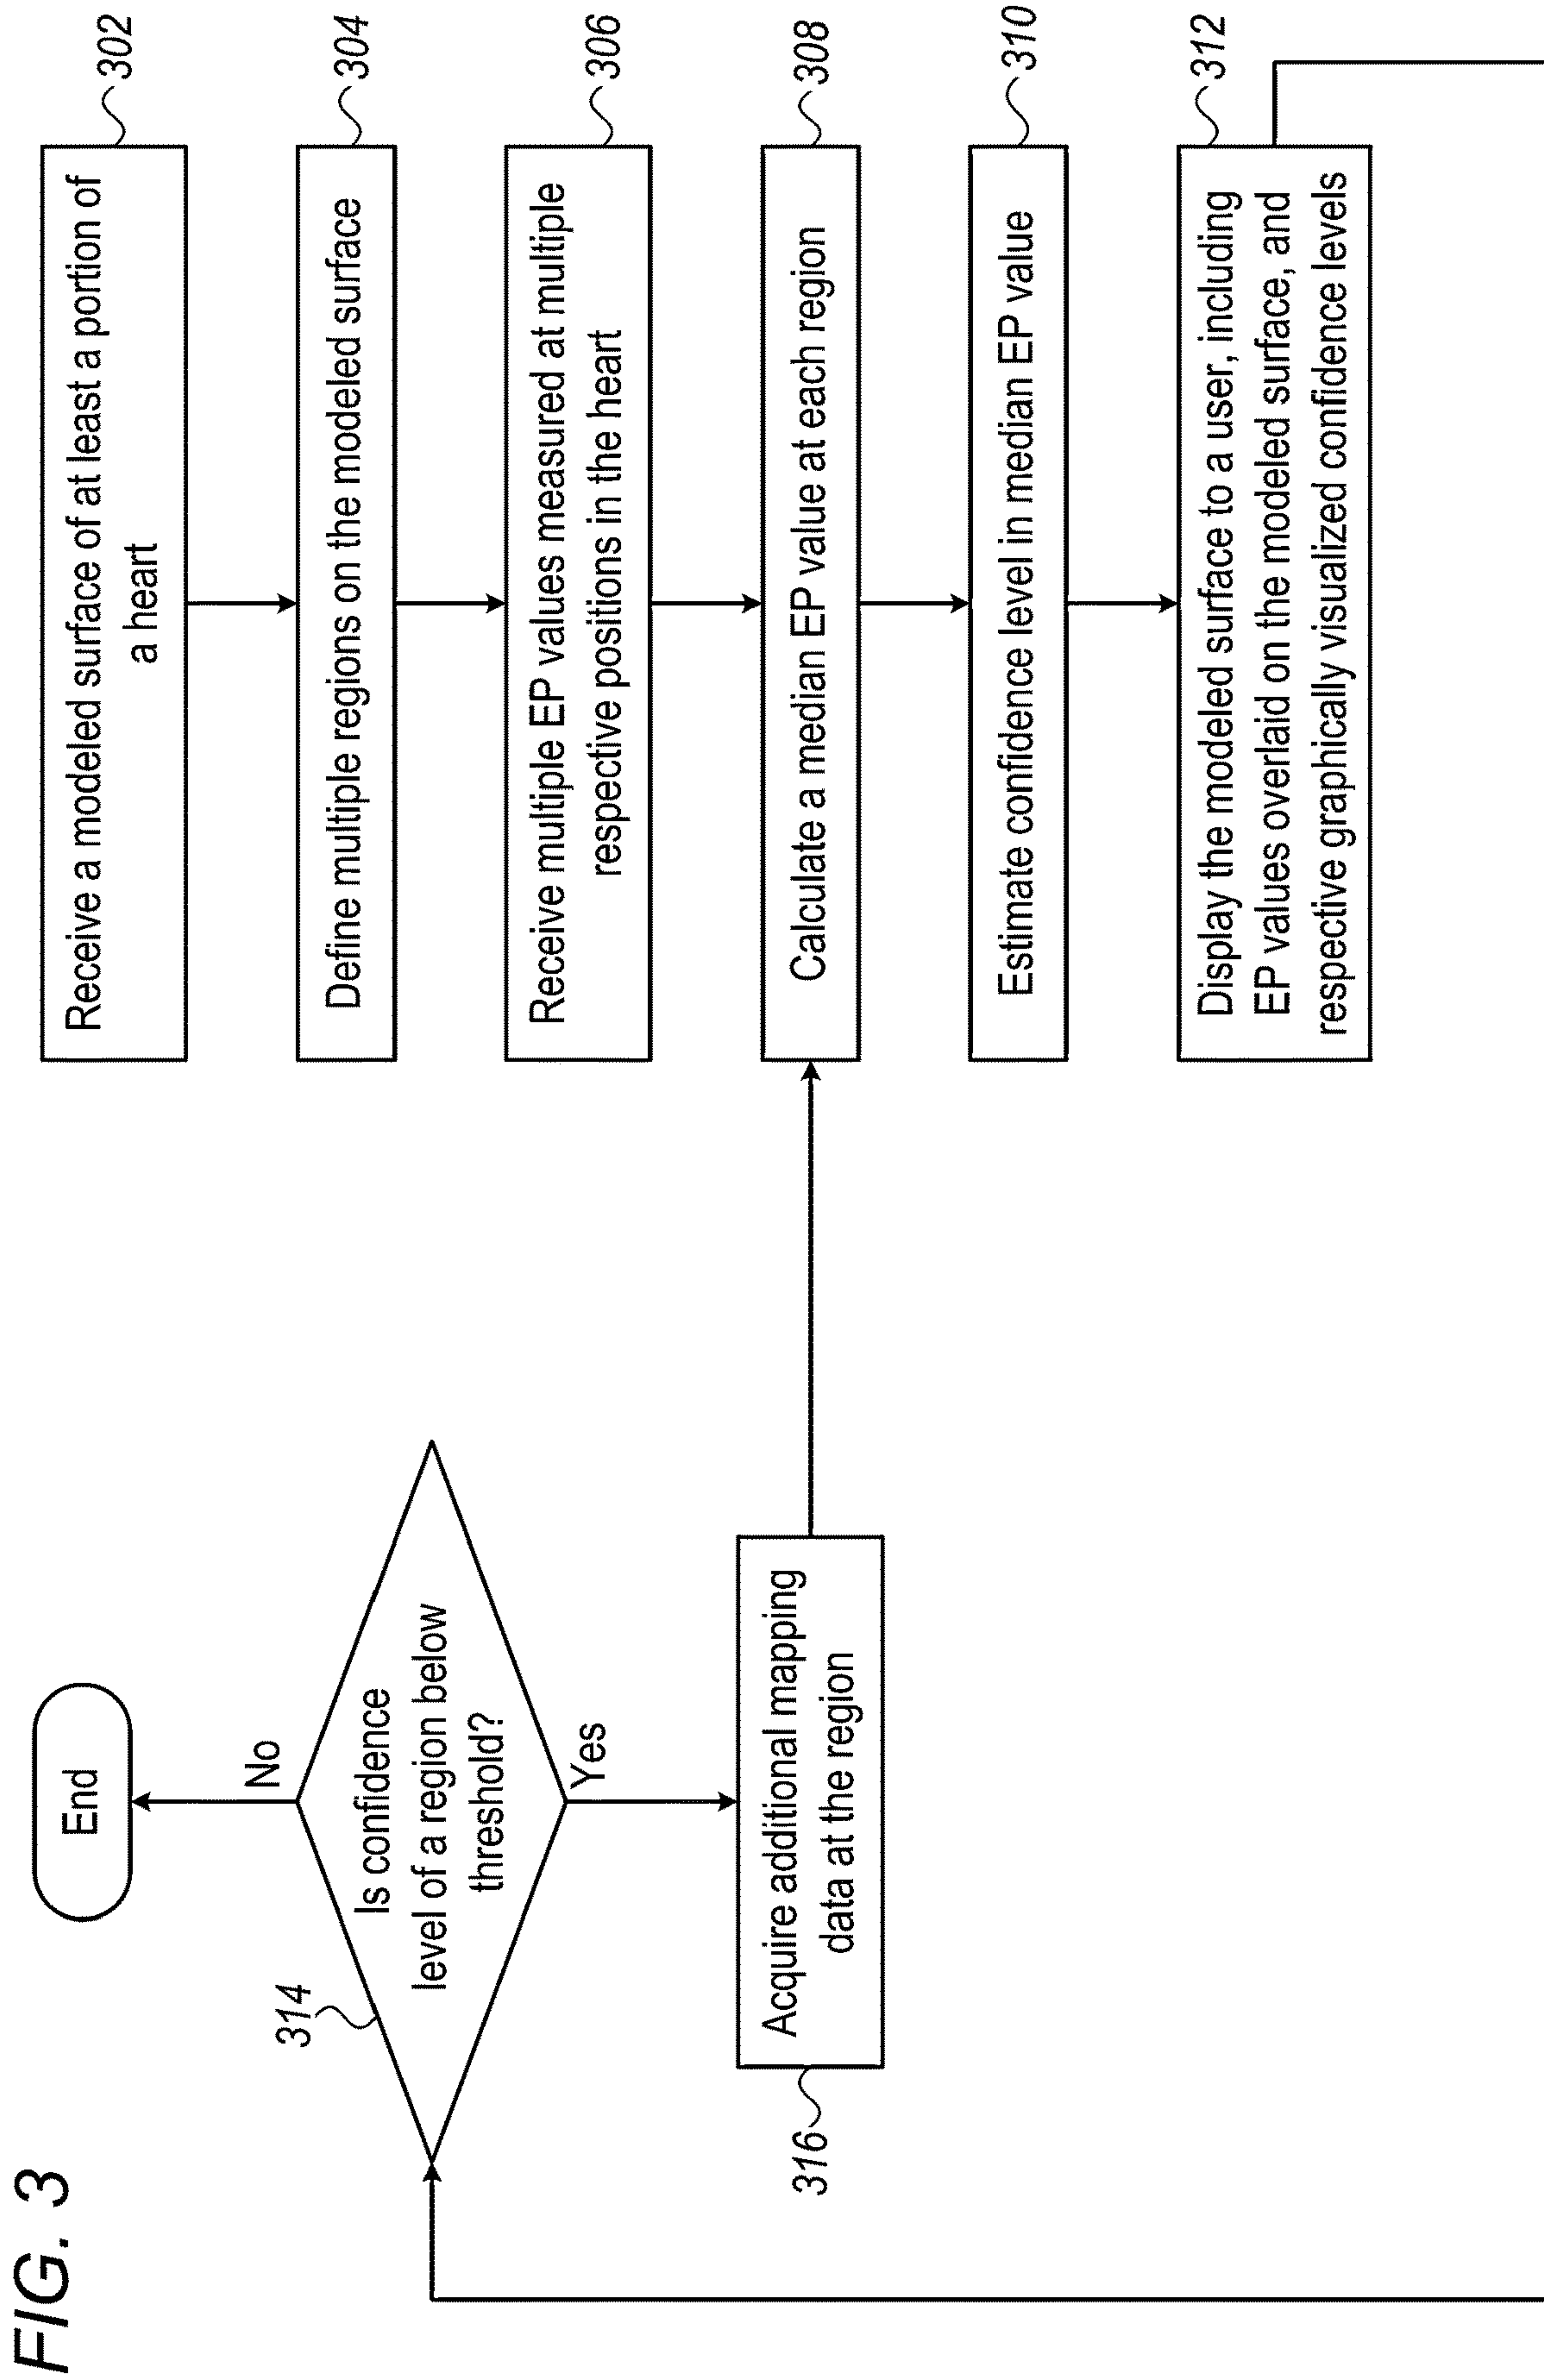 FIG. 3
Receive a modeled surface of at least a portion of
a heart
302
Define multiple regions on the modeled surface
304
Receive multiple EP values measured at multiple
respective positions in the heart
306
Calculate a median EP value at each region
308
Estimate confidence level in median EP value
310
Display the modeled surface to a user, including
EP values overlaid on the modeled surface, and
respective graphically visualized confidence levels
312
End
No
314
Is confidence
level of a region below
threshold?
Yes
Acquire additional mapping
data at the region
316